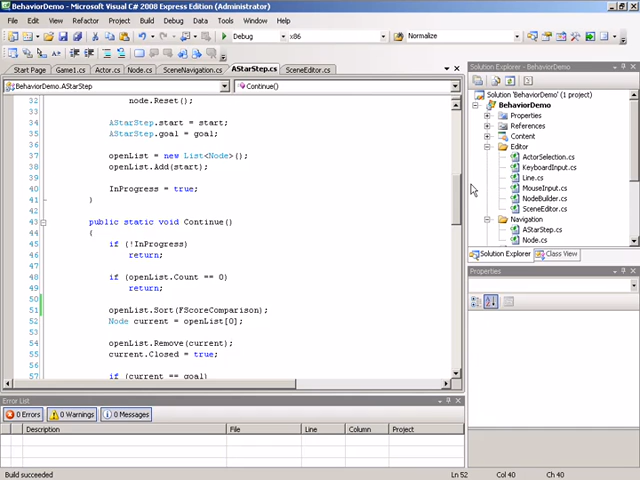 BehaviorDemo - Microsoft Visual C# 2008 Express Edition (Administrator)
File Edit View Refactor Project Build Debug Data Tools Window Help
Debug x86 Normalize
Start Page Game1.cs Actor.cs Node.cs SceneNavigation.cs AStarStep.cs SceneEditor.cs
BehaviorDemo.AStarStep Continue()
32 node.Reset();
33
34 AStarStep.start = start;
35 AStarStep.goal = goal;
36
37 openList = new List<Node>();
38 openList.Add(start);
39
40 InProgress = true;
41 }
42
43 public static void Continue()
44 {
45 if (!InProgress)
46 return;
47
48 if (openList.Count == 0)
49 return;
50
51 openList.Sort(FScoreComparison);
52 Node current = openList[0];
53
54 openList.Remove(current);
55 current.Closed = true;
56
57 if (current == goal)
Solution Explorer - BehaviorDemo
Solution 'BehaviorDemo' (1 project)
BehaviorDemo
Properties
References
Content
Editor
ActorSelection.cs
KeyboardInput.cs
Line.cs
MouseInput.cs
NodeBuilder.cs
SceneEditor.cs
Navigation
AStarStep.cs
Node.cs
Solution Explorer Class View
Properties
Error List
0 Errors 0 Warnings 0 Messages
Description File Line Column Project
Build succeeded Ln 52 Col 40 Ch 40